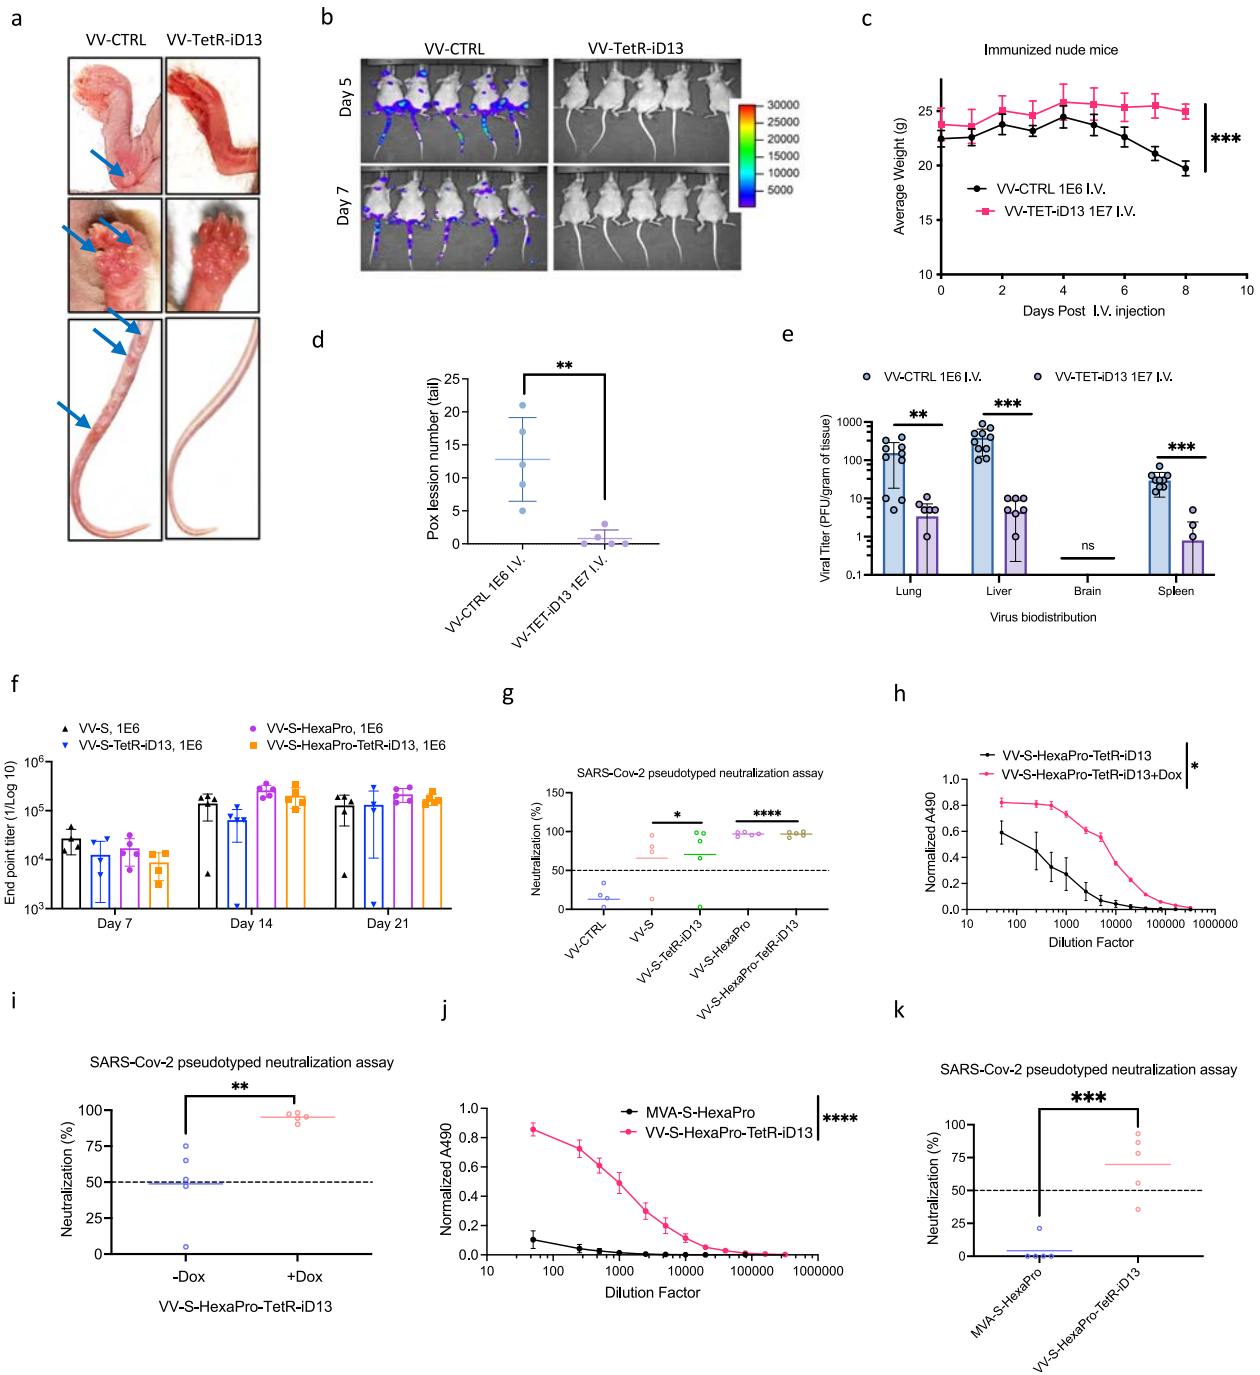 a
VV-CTRL VV-TetR-iD13
b
VV-CTRL VV-TetR-iD13
Day 5
Day 7
30000
25000
20000
15000
10000
5000
c
Immunized nude mice
Average Weight (g)
25
21
22
15
10
0 2 4 6 8 10
Days Post I.V. injection
VV-CTRL 1E6 I.V.
VV-TET-iD13 1E7 I.V.
***
d
Pox lession number (tail)
25
20
15
10
5
0
**
VV-CTRL 1E6 I.V.
VV-TET-iD13 1E7 I.V.
e
VV-CTRL 1E6 I.V. VV-TET-iD13 1E7 I.V.
Viral Titer (PFU/gram of tissue)
1000
100
10
1
0.1
** *** ns ***
Lung Liver Brain Spleen
Virus biodistribution
f
VV-S, 1E6 VV-S-HexaPro, 1E6
VV-S-TetR-iD13, 1E6 VV-S-HexaPro-TetR-iD13, 1E6
End point titer (1/Log 10)
10⁶
10⁵
10⁴
10³
Day 7 Day 14 Day 21
g
SARS-Cov-2 pseudotyped neutralization assay
Neutralization (%)
150
100
50
0
* ****
VV-CTRL
VV-S
VV-S-TetR-iD13
VV-S-HexaPro
VV-S-HexaPro-TetR-iD13
h
VV-S-HexaPro-TetR-iD13
VV-S-HexaPro-TetR-iD13+Dox
*
Normalized A490
1.0
0.8
0.6
0.4
0.2
0.0
10 100 1000 10000 100000 1000000
Dilution Factor
i
SARS-Cov-2 pseudotyped neutralization assay
**
Neutralization (%)
100
75
50
25
0
-Dox +Dox
VV-S-HexaPro-TetR-iD13
j
MVA-S-HexaPro
VV-S-HexaPro-TetR-iD13
****
Normalized A490
1.0
0.8
0.6
0.4
0.2
0.0
10 100 1000 10000 100000 1000000
Dilution Factor
k
SARS-Cov-2 pseudotyped neutralization assay
***
Neutralization (%)
100
75
50
25
0
MVA-S-HexaPro
VV-S-HexaPro-TetR-iD13